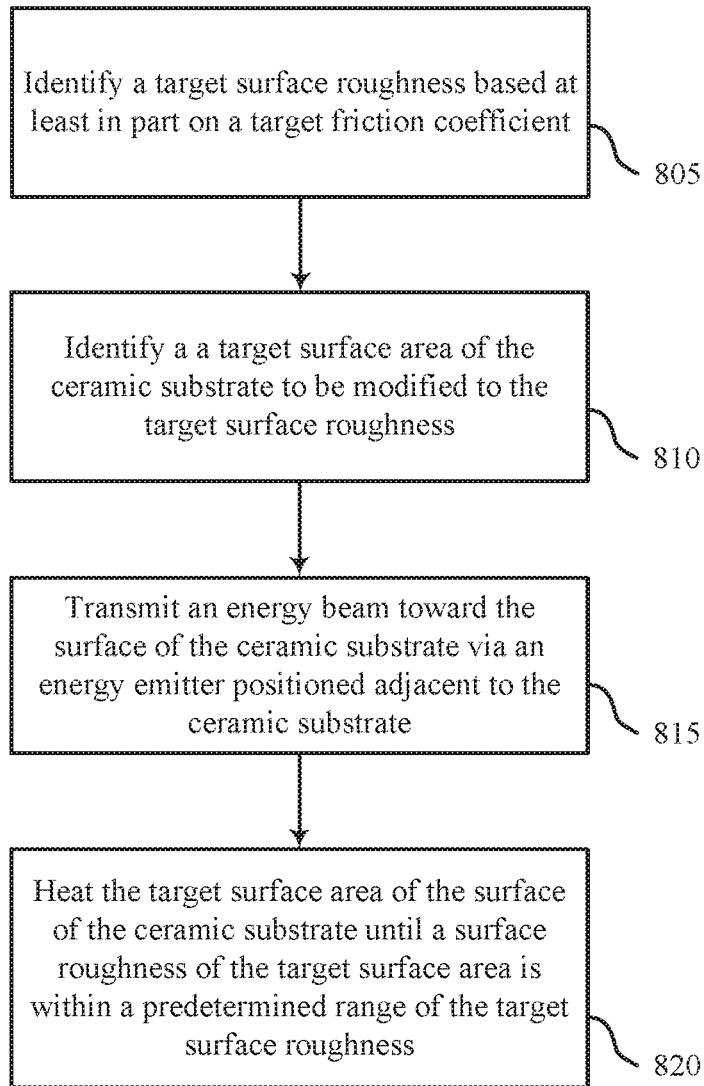 Identify a target surface roughness based at
least in part on a target friction coefficient
805
Identify a a target surface area of the
ceramic substrate to be modified to the
target surface roughness
810
Transmit an energy beam toward the
surface of the ceramic substrate via an
energy emitter positioned adjacent to the
ceramic substrate
815
Heat the target surface area of the surface
of the ceramic substrate until a surface
roughness of the target surface area is
within a predetermined range of the target
surface roughness
820